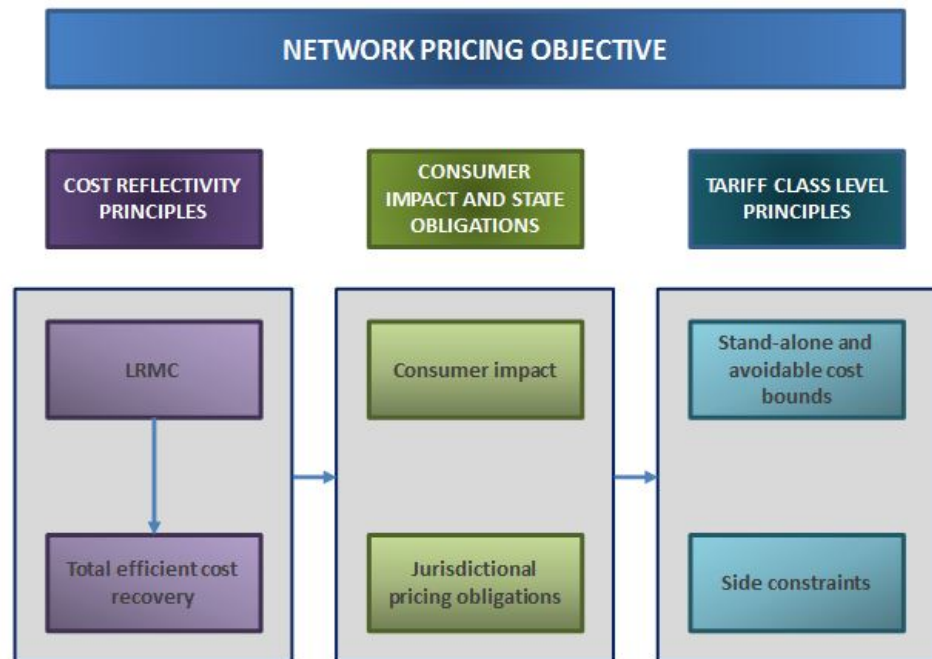 NETWORK PRICING OBJECTIVE
COST REFLECTIVITY
PRINCIPLES
CONSUMER
IMPACT AND STATE
OBLIGATIONS
TARIFF CLASS LEVEL
PRINCIPLES
LRMC
Total efficient cost
recovery
Consumer impact
Jurisdictional
pricing obligations
Stand-alone and
avoidable cost
bounds
Side constraints